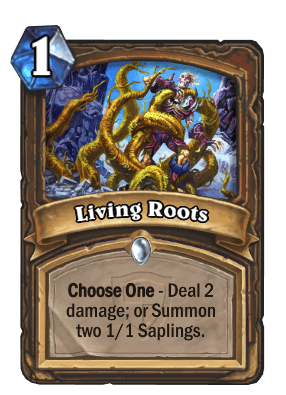 1
Living Roots
Choose One - Deal 2
damage; or Summon
two 1/1 Saplings.